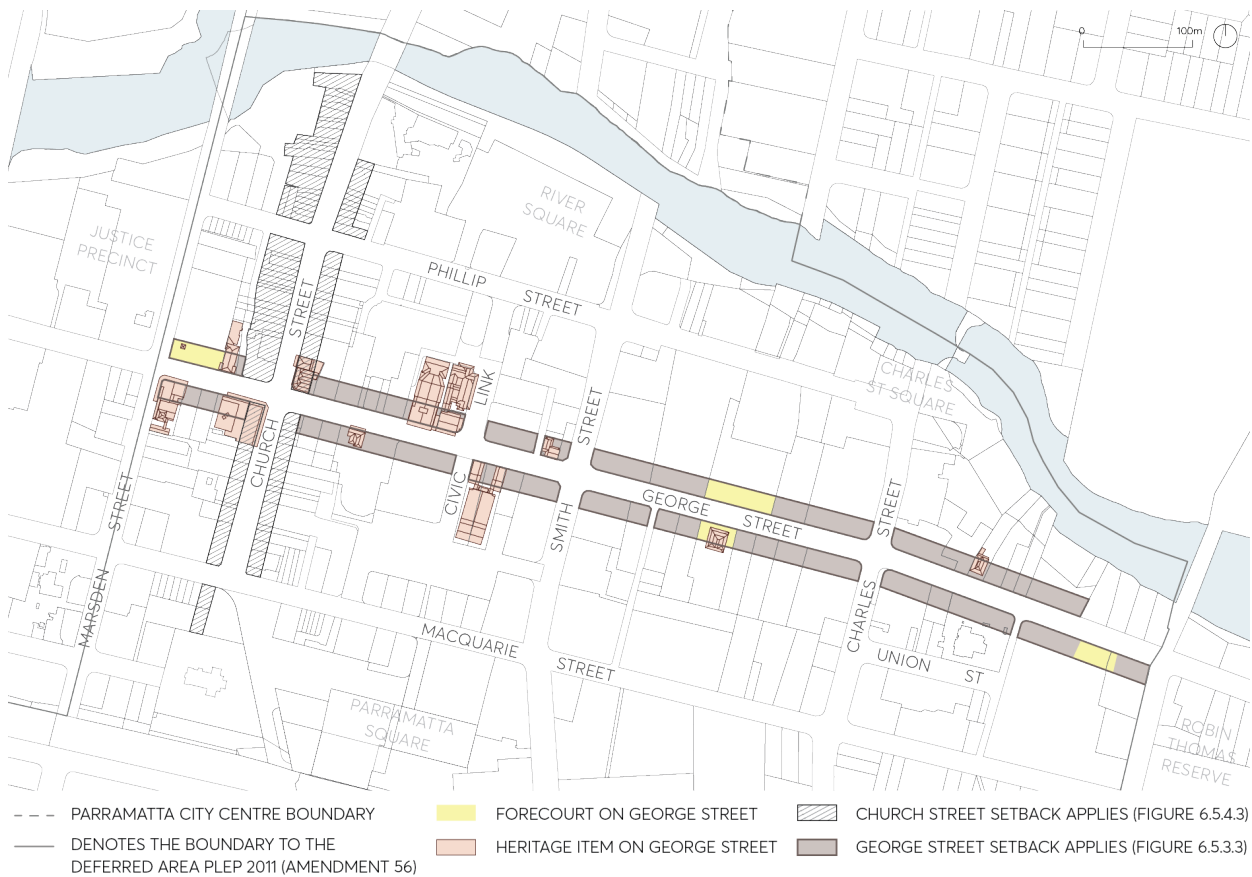 0 100m
RIVER
SQUARE
JUSTICE
PRECINCT
PHILLIP STREET
STREET
CHARLES
ST SQUARE
LINK
STREET
CHURCH
STREET
CIVIC
SMITH
GEORGE STREET
STREET
MARSDEN
CHARLES
MACQUARIE STREET
UNION ST
PARRAMATTA
SQUARE
ROBIN
THOMAS
RESERVE
PARRAMATTA CITY CENTRE BOUNDARY
DENOTES THE BOUNDARY TO THE
DEFERRED AREA PLEP 2011 (AMENDMENT 56)
FORECOURT ON GEORGE STREET
HERITAGE ITEM ON GEORGE STREET
CHURCH STREET SETBACK APPLIES (FIGURE 6.5.4.3)
GEORGE STREET SETBACK APPLIES (FIGURE 6.5.3.3)